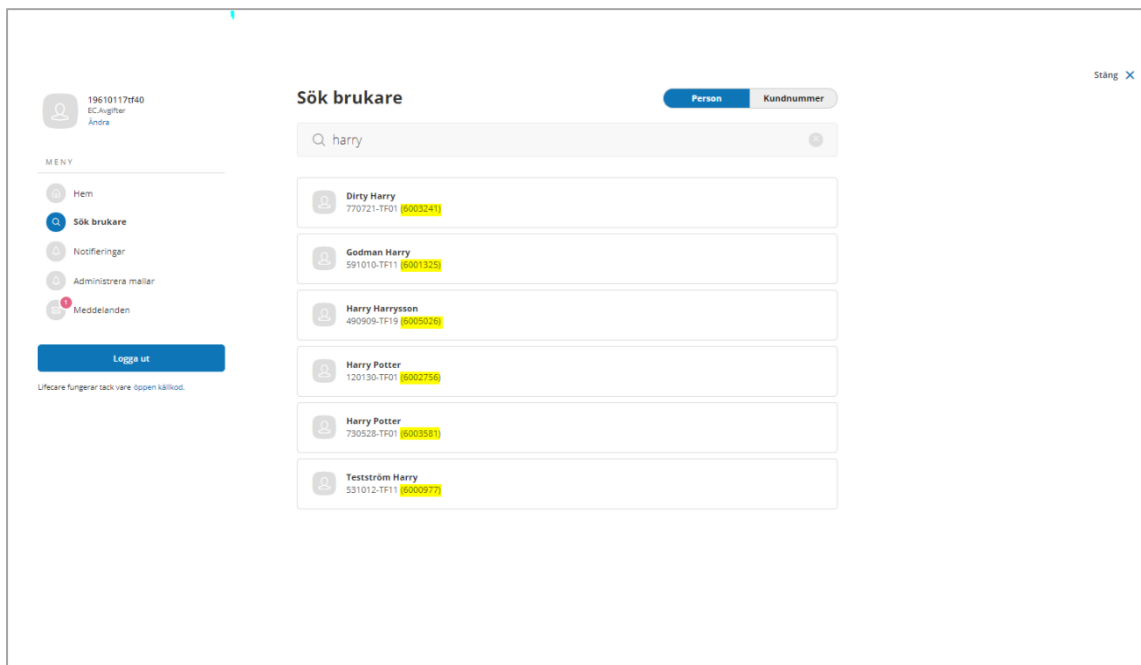 Stäng
19610117tf40
EC.Avgifter
Ändra
MENY
Hem
Sök brukare
Notifieringar
Administrera mallar
1
Meddelanden
Logga ut
Lifecare fungerar tack vare öppen källkod.
Sök brukare
Person
Kundnummer
harry
Dirty Harry
770721-TF01 (6003241)
Godman Harry
591010-TF11 (6001325)
Harry Harrysson
490909-TF19 (6005026)
Harry Potter
120130-TF01 (6002756)
Harry Potter
730528-TF01 (6003581)
Testström Harry
531012-TF11 (6000977)